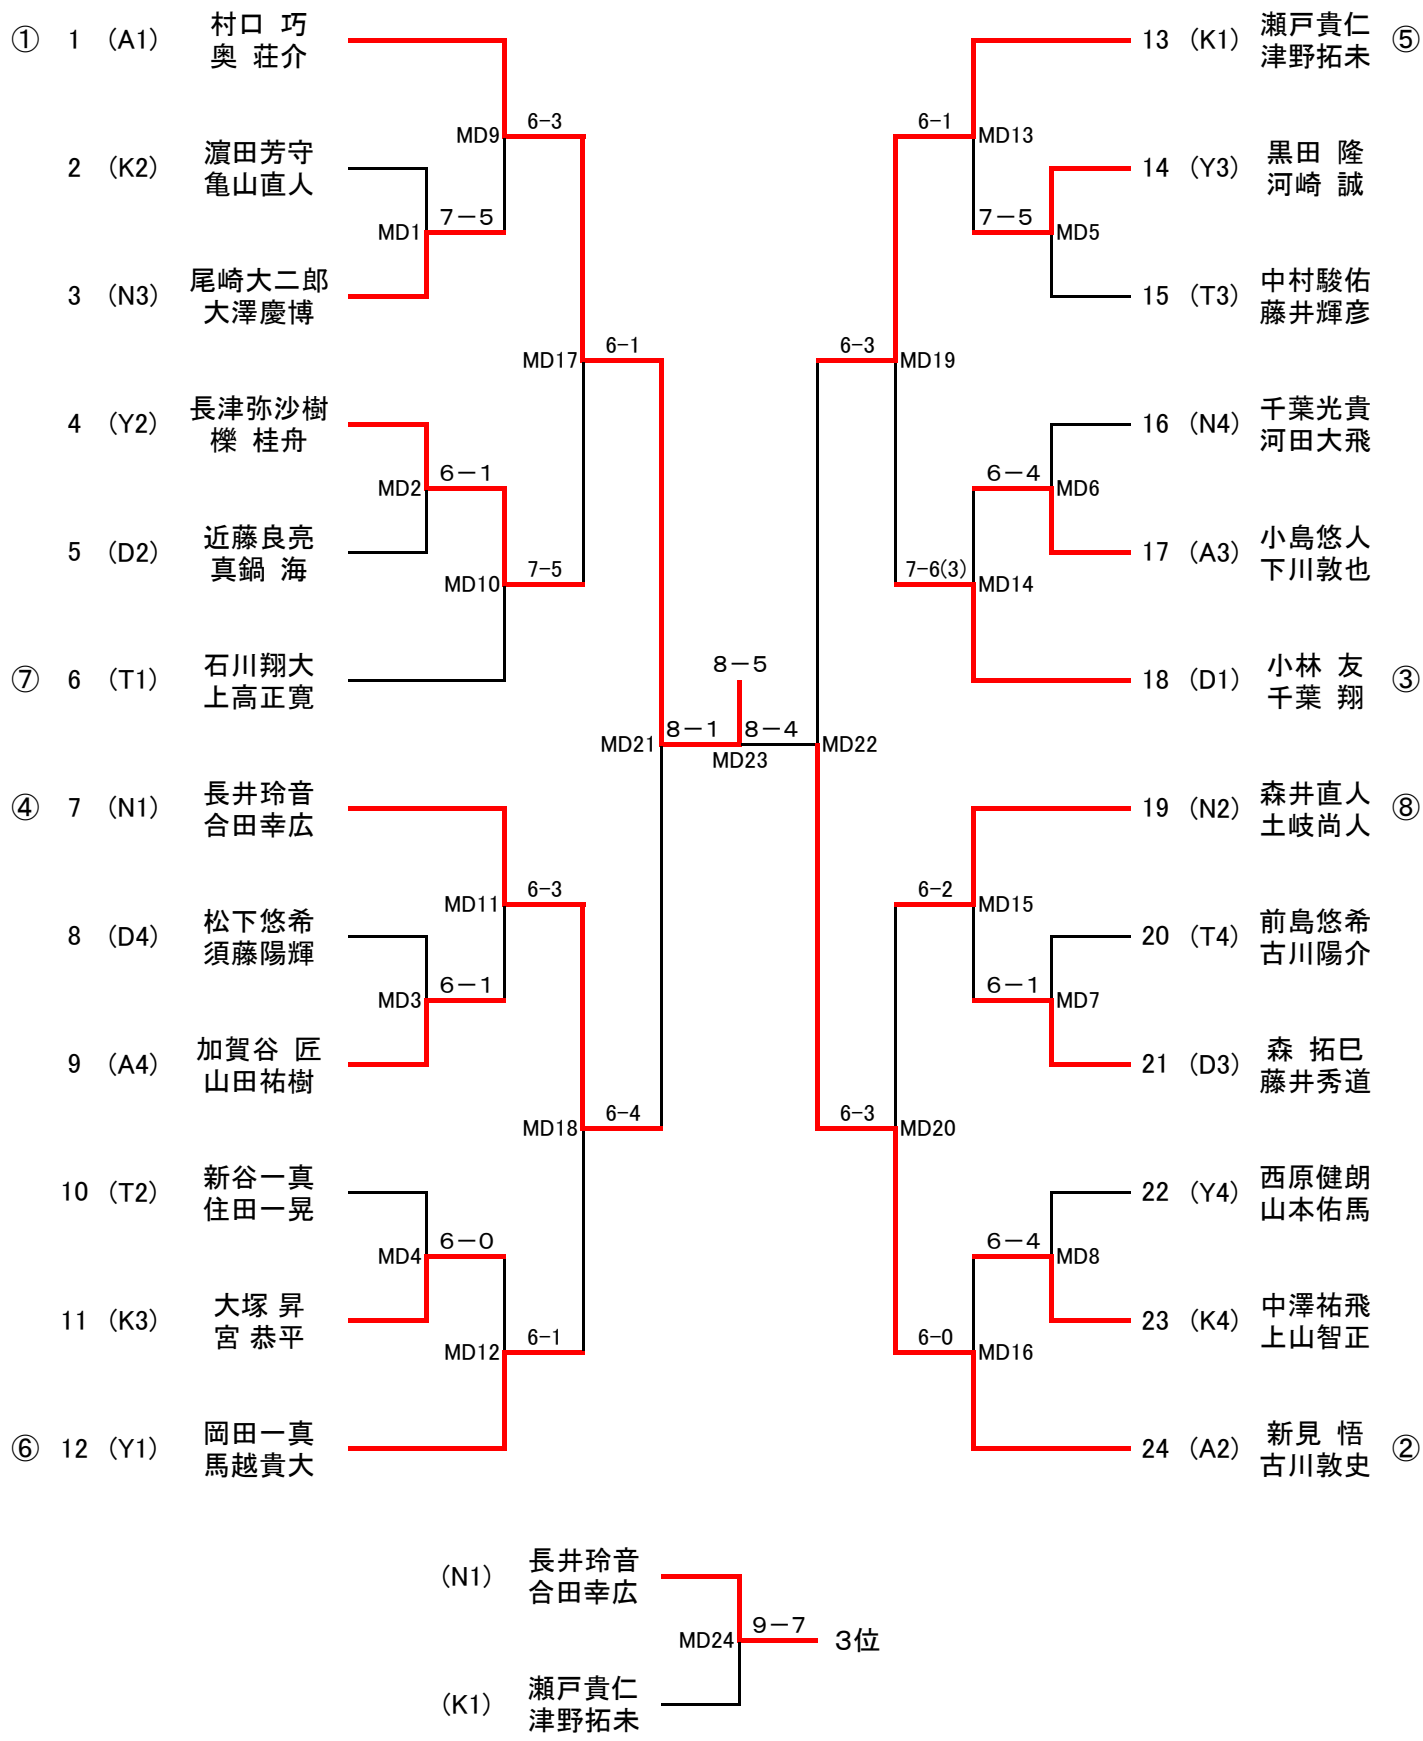 ① 1 (A1) 村口 巧
奥 荘介
2 (K2) 濵田芳守
亀山直人
3 (N3) 尾崎大二郎
大澤慶博
4 (Y2) 長津弥沙樹
櫟 桂舟
5 (D2) 近藤良亮
真鍋 海
⑦ 6 (T1) 石川翔大
上高正寛
④ 7 (N1) 長井玲音
合田幸広
8 (D4) 松下悠希
須藤陽輝
9 (A4) 加賀谷 匠
山田祐樹
10 (T2) 新谷一真
住田一晃
11 (K3) 大塚 昇
宮 恭平
⑥ 12 (Y1) 岡田一真
馬越貴大
MD1 7－5
MD2 6－1
MD3 6－1
MD4 6－0
MD9 6-3
MD10 7-5
MD11 6-3
MD12 6-1
MD17 6-1
MD18 6-4
MD21 8－1
8－5
MD23
8－4 MD22
6-3 MD19
6-3 MD20
6-1 MD13
7-6(3) MD14
6-2 MD15
6-0 MD16
7－5 MD5
6－4 MD6
6－1 MD7
6－4 MD8
13 (K1) 瀬戸貴仁 ⑤
津野拓未
14 (Y3) 黒田 隆
河崎 誠
15 (T3) 中村駿佑
藤井輝彦
16 (N4) 千葉光貴
河田大飛
17 (A3) 小島悠人
下川敦也
18 (D1) 小林 友 ③
千葉 翔
19 (N2) 森井直人 ⑧
土岐尚人
20 (T4) 前島悠希
古川陽介
21 (D3) 森 拓巳
藤井秀道
22 (Y4) 西原健朗
山本佑馬
23 (K4) 中澤祐飛
上山智正
24 (A2) 新見 悟 ②
古川敦史
(N1) 長井玲音
合田幸広
MD24 9－7 3位
(K1) 瀬戸貴仁
津野拓未